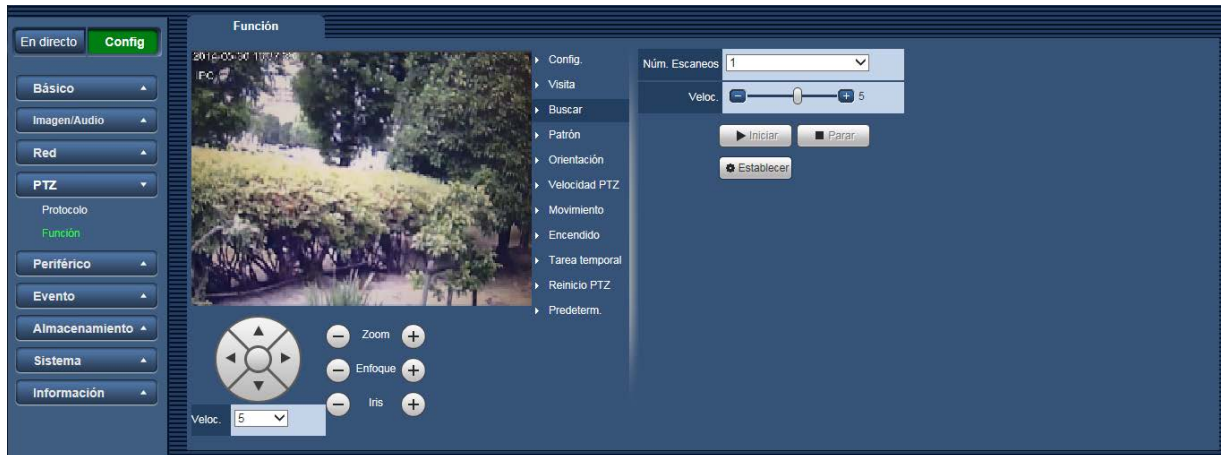 Función
En directo
Config
Básico
Imagen/Audio
Red
PTZ
Protocolo
Función
Periférico
Evento
Almacenamiento
Sistema
Información
IPC
Config.
Visita
Buscar
Patrón
Orientación
Velocidad PTZ
Movimiento
Encendido
Tarea temporal
Reinicio PTZ
Predeterm.
Zoom
Enfoque
Iris
Veloc. 5
Núm. Escaneos 1
Veloc. 5
Iniciar
Parar
Establecer